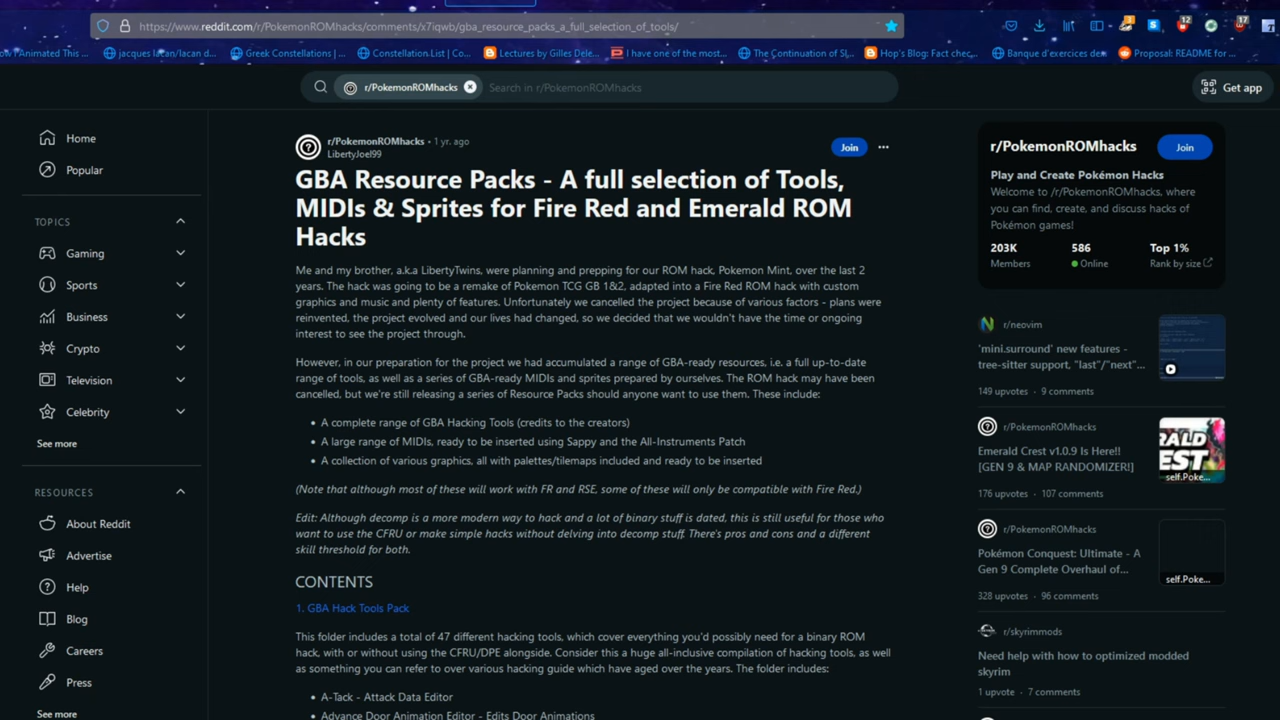 https://www.reddit.com/r/PokemonROMhacks/comments/x7iqwb/gba_resource_packs_a_full_selection_of_tools/
12
17
ow I Animated This ...
jacques lacan/lacan d...
Greek Constellations | ...
Constellation List | Co...
Lectures by Gilles Dele...
I have one of the most...
The Continuation of S[...
Hop's Blog: Fact chec...
Banque d'exercices de...
Proposal: README for ...
r/PokemonROMhacks
Search in r/PokemonROMhacks
Get app
Home
Popular
TOPICS
Gaming
Sports
Business
Crypto
Television
Celebrity
See more
RESOURCES
About Reddit
Advertise
Help
Blog
Careers
Press
See more
r/PokemonROMhacks • 1 yr. ago
LibertyJoel99
Join
GBA Resource Packs - A full selection of Tools,
MIDIs & Sprites for Fire Red and Emerald ROM
Hacks
Me and my brother, a.k.a LibertyTwins, were planning and prepping for our ROM hack, Pokemon Mint, over the last 2
years. The hack was going to be a remake of Pokemon TCG GB 1&2, adapted into a Fire Red ROM hack with custom
graphics and music and plenty of features. Unfortunately we cancelled the project because of various factors - plans were
reinvented, the project evolved and our lives had changed, so we decided that we wouldn't have the time or ongoing
interest to see the project through.
However, in our preparation for the project we had accumulated a range of GBA-ready resources, i.e. a full up-to-date
range of tools, as well as a series of GBA-ready MIDIs and sprites prepared by ourselves. The ROM hack may have been
cancelled, but we're still releasing a series of Resource Packs should anyone want to use them. These include:
• A complete range of GBA Hacking Tools (credits to the creators)
• A large range of MIDIs, ready to be inserted using Sappy and the All-Instruments Patch
• A collection of various graphics, all with palettes/tilemaps included and ready to be inserted
(Note that although most of these will work with FR and RSE, some of these will only be compatible with Fire Red.)
Edit: Although decomp is a more modern way to hack and a lot of binary stuff is dated, this is still useful for those who
want to use the CFRU or make simple hacks without delving into decomp stuff. There's pros and cons and a different
skill threshold for both.
CONTENTS
1. GBA Hack Tools Pack
This folder includes a total of 47 different hacking tools, which cover everything you'd possibly need for a binary ROM
hack, with or without using the CFRU/DPE alongside. Consider this a huge all-inclusive compilation of hacking tools, as well
as something you can refer to over various hacking guide which have aged over the years. The folder includes:
• A-Tack - Attack Data Editor
• Advance Door Animation Editor - Edits Door Animations
r/PokemonROMhacks
Join
Play and Create Pokémon Hacks
Welcome to /r/PokemonROMhacks, where
you can find, create, and discuss hacks of
Pokémon games!
203K
586
Top 1%
Members
Online
Rank by size
r/neovim
'mini.surround' new features -
tree-sitter support, "last"/"next"...
149 upvotes • 9 comments
r/PokemonROMhacks
Emerald Crest v1.0.9 Is Here!!
[GEN 9 & MAP RANDOMIZER!]
RALD
EST
self.Poke...
176 upvotes • 107 comments
r/PokemonROMhacks
Pokémon Conquest: Ultimate - A
Gen 9 Complete Overhaul of...
self.Poke...
328 upvotes • 96 comments
r/skyrimmods
Need help with how to optimized modded
skyrim
1 upvote • 7 comments